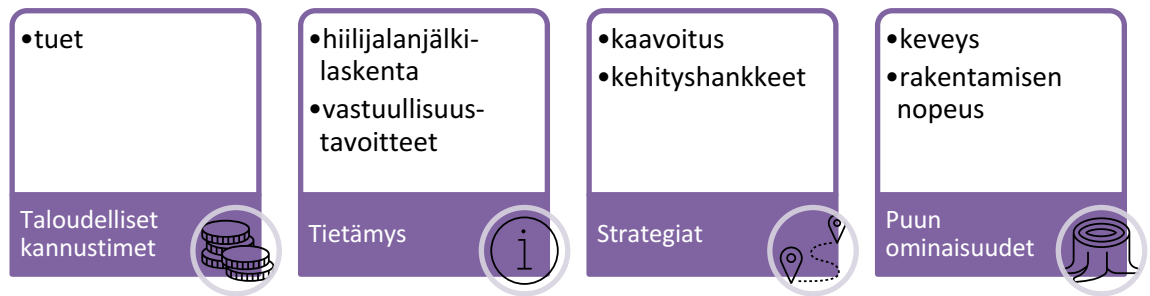 •tuet
Taloudelliset
kannustimet
•hiilijalanjälki-
laskenta
•vastuullisuus-
tavoitteet
Tietämys
•kaavoitus
•kehityshankkeet
Strategiat
•keveys
•rakentamisen
nopeus
Puun
ominaisuudet